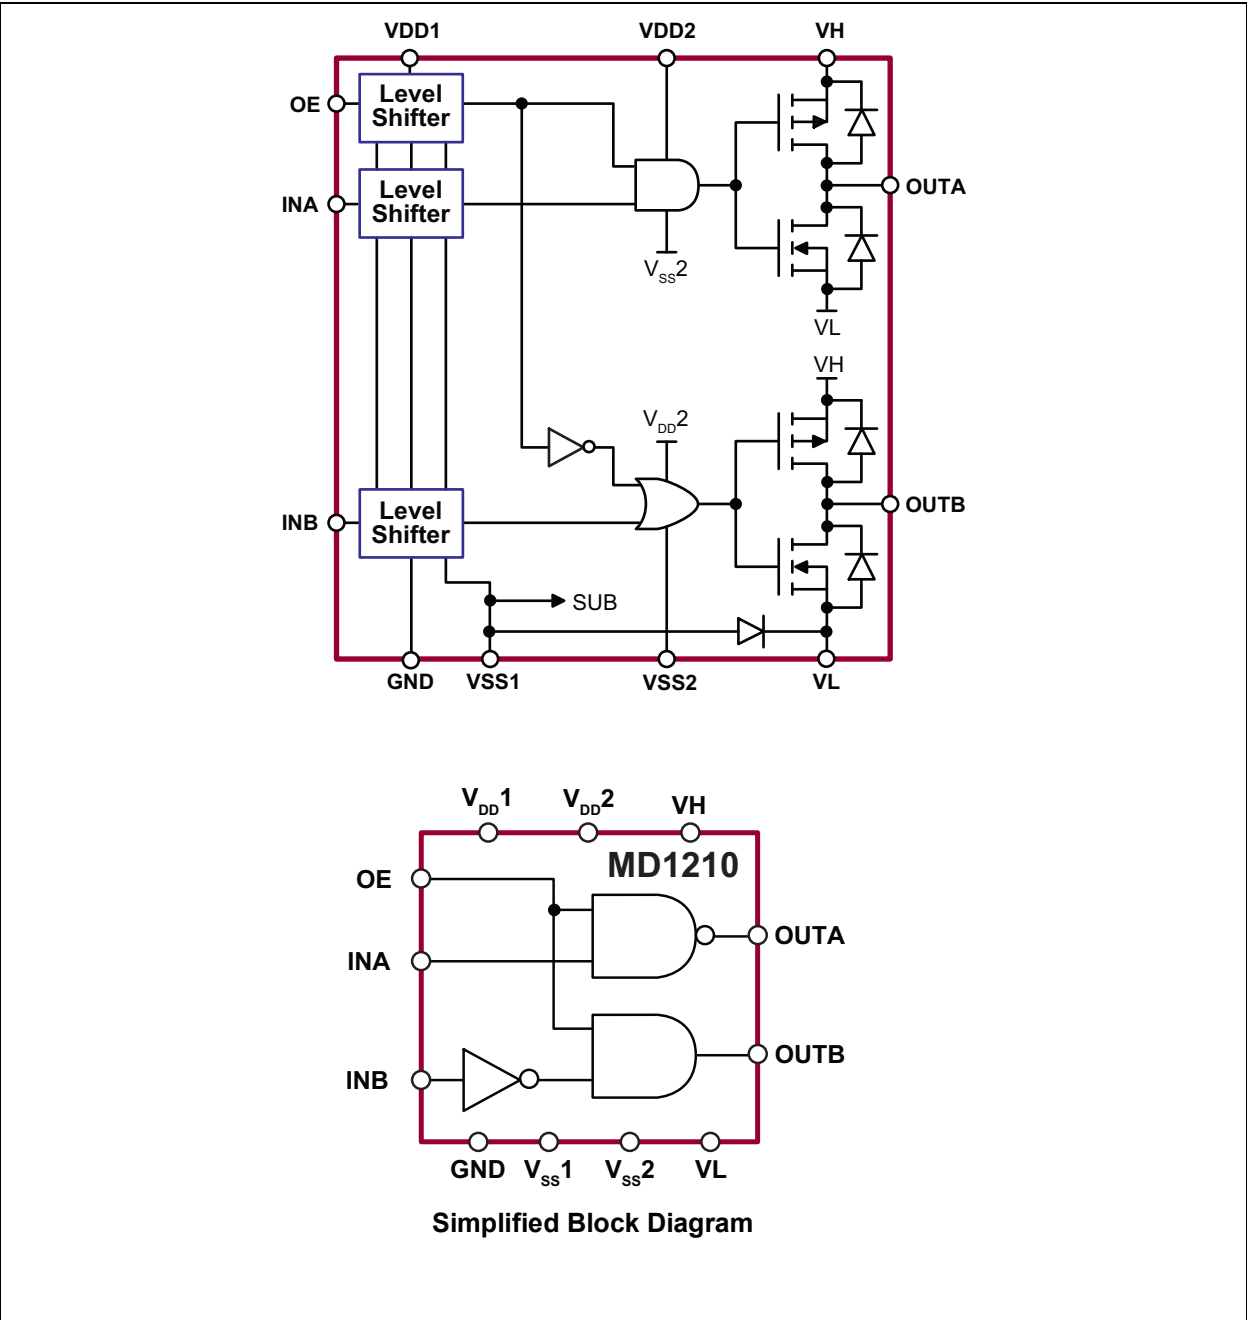 VDD1
VDD2
VH
OE
Level
Shifter
INA
Level
Shifter
OUTA
VSS2
VL
VH
VDD2
INB
Level
Shifter
OUTB
SUB
GND
VSS1
VSS2
VL
VDD1
VDD2
VH
MD1210
OE
INA
OUTA
INB
OUTB
GND
VSS1
VSS2
VL
Simplified Block Diagram